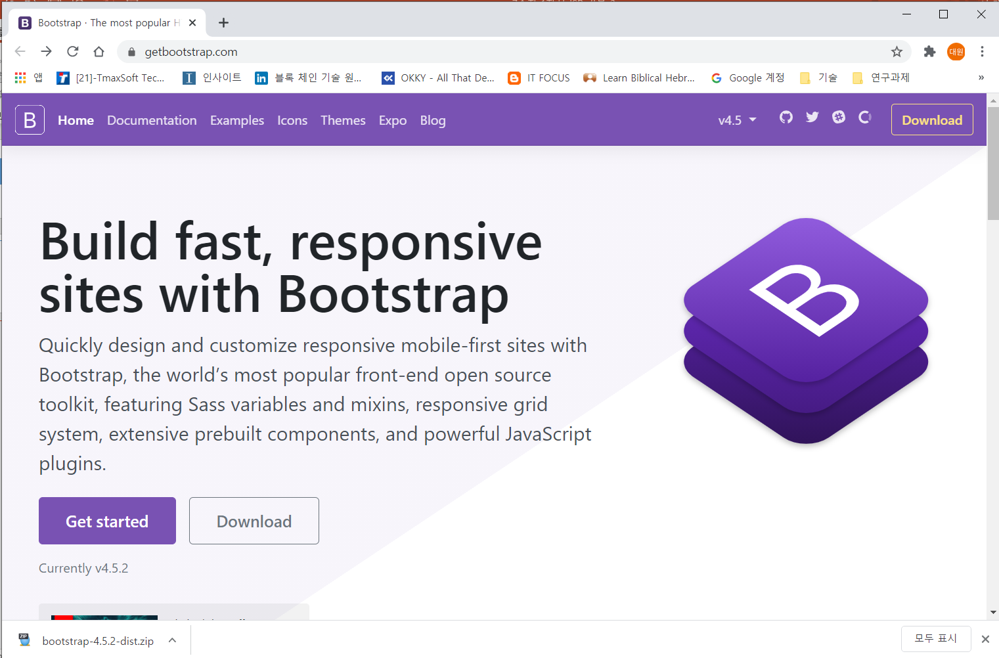 Bootstrap · The most popular H
getbootstrap.com
대원
앱
[21]-TmaxSoft Tec...
인사이트
블록 체인 기술 원...
OKKY - All That De...
IT FOCUS
Learn Biblical Hebr...
Google 계정
기술
연구과제
»
B Home Documentation Examples Icons Themes Expo Blog v4.5 Download
Build fast, responsive
sites with Bootstrap
B
Quickly design and customize responsive mobile-first sites with
Bootstrap, the world’s most popular front-end open source
toolkit, featuring Sass variables and mixins, responsive grid
system, extensive prebuilt components, and powerful JavaScript
plugins.
Get started Download
Currently v4.5.2
ZIP bootstrap-4.5.2-dist.zip 모두 표시